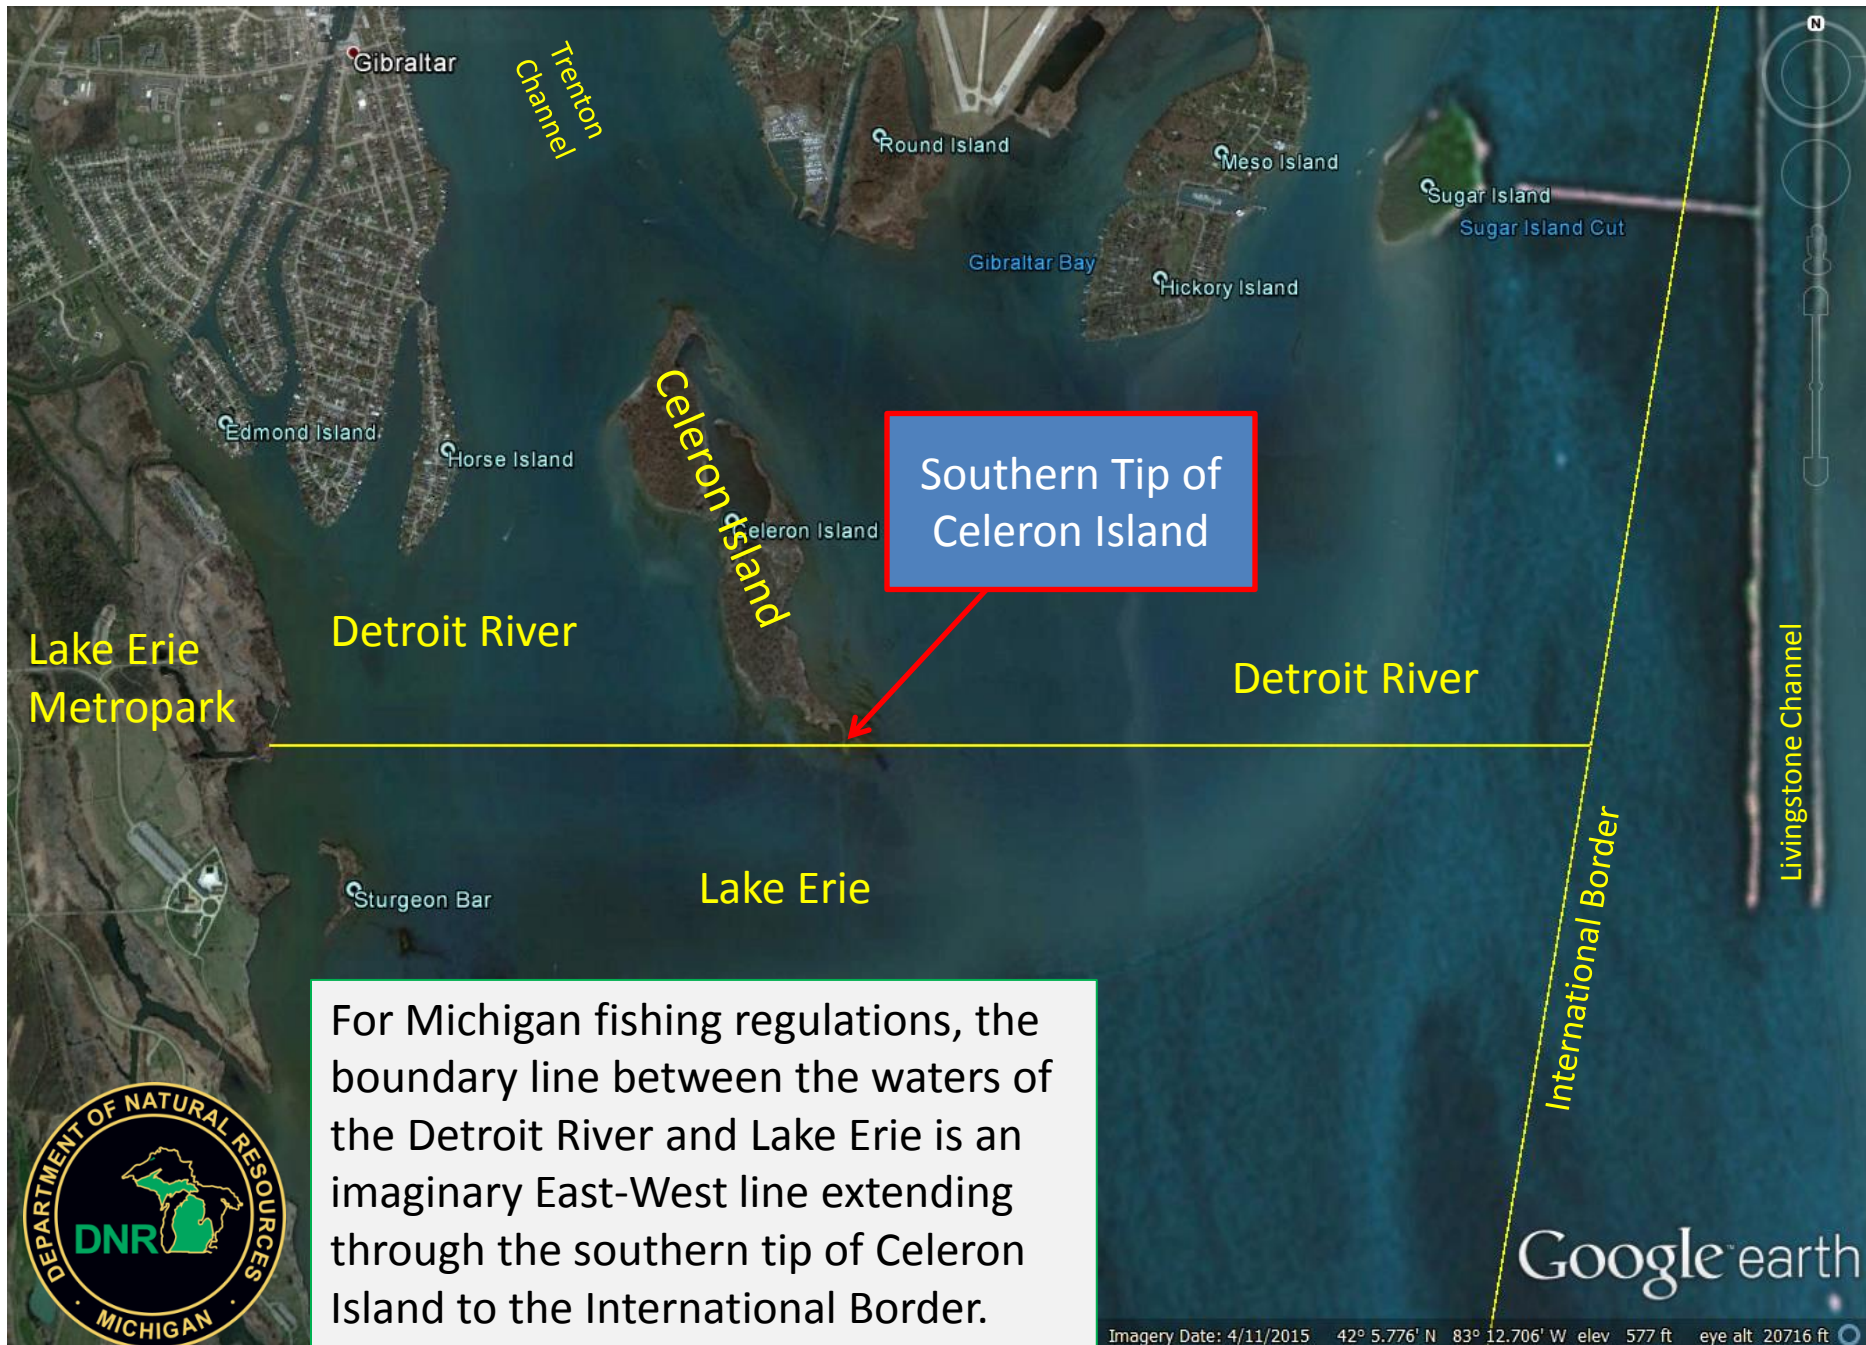 N
Gibraltar
Trenton
Channel
Round Island
Meso Island
Sugar Island
Sugar Island Cut
Gibraltar Bay
Hickory Island
Celeron Island
Edmond Island
Horse Island
Celeron Island
Southern Tip of
Celeron Island
Detroit River
Lake Erie
Metropark
Detroit River
Livingstone Channel
International Border
Lake Erie
Sturgeon Bar
For Michigan fishing regulations, the
boundary line between the waters of
the Detroit River and Lake Erie is an
imaginary East-West line extending
through the southern tip of Celeron
Island to the International Border.
DEPARTMENT OF NATURAL RESOURCES
DNR
MICHIGAN
Google earth
Imagery Date: 4/11/2015 42° 5.776' N 83° 12.706' W elev 577 ft eye alt 20716 ft